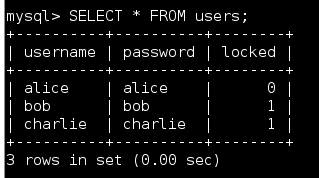 mysql> SELECT * FROM users;
+----------+----------+--------+
| username | password | locked |
+----------+----------+--------+
| alice    | alice    |      0 |
| bob      | bob      |      1 |
| charlie  | charlie  |      1 |
+----------+----------+--------+
3 rows in set (0.00 sec)